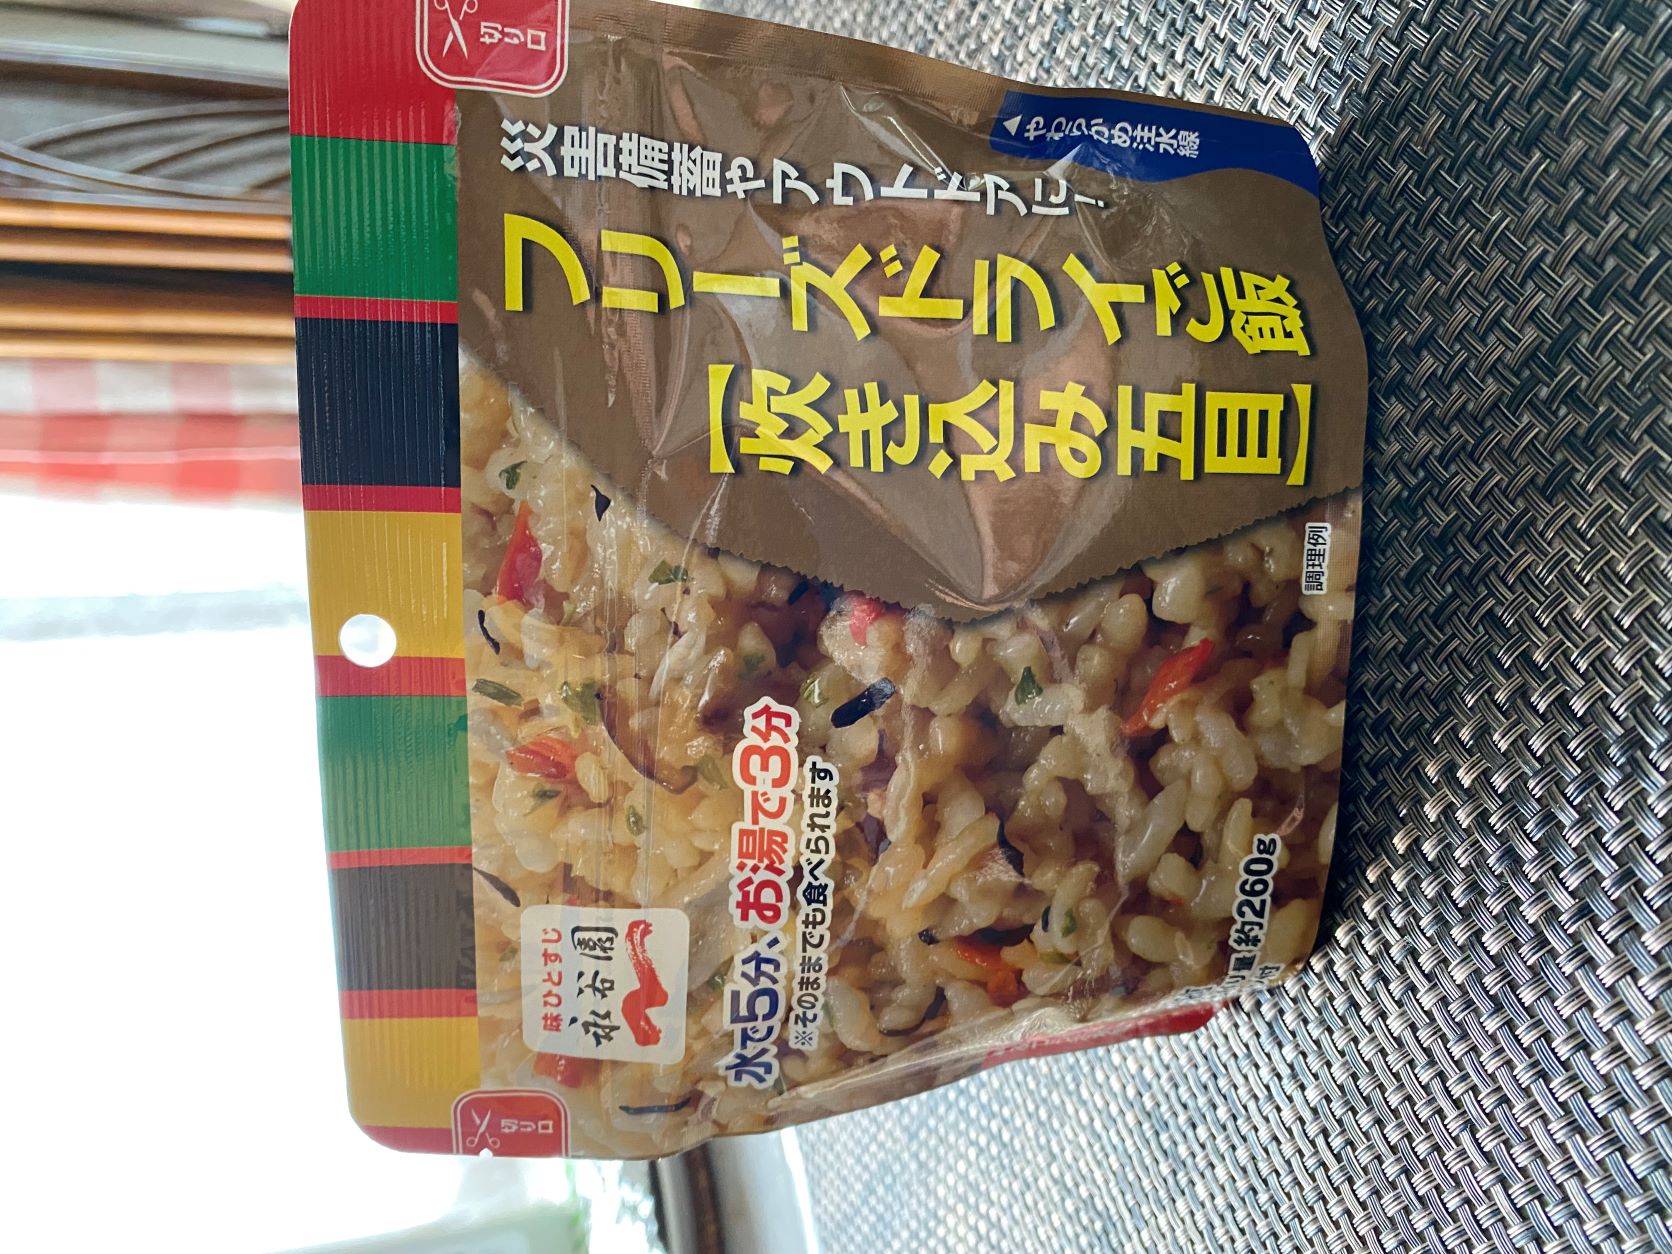 切り口
切り口
味ひとすじ
永谷園
災害備蓄やアウトドアに!
フリーズドライご飯
【炊き込み五目】
水で5分、お湯で3分
※そのままでも食べられます
▲やわらかめ注水線
調理例
量 約260g
付